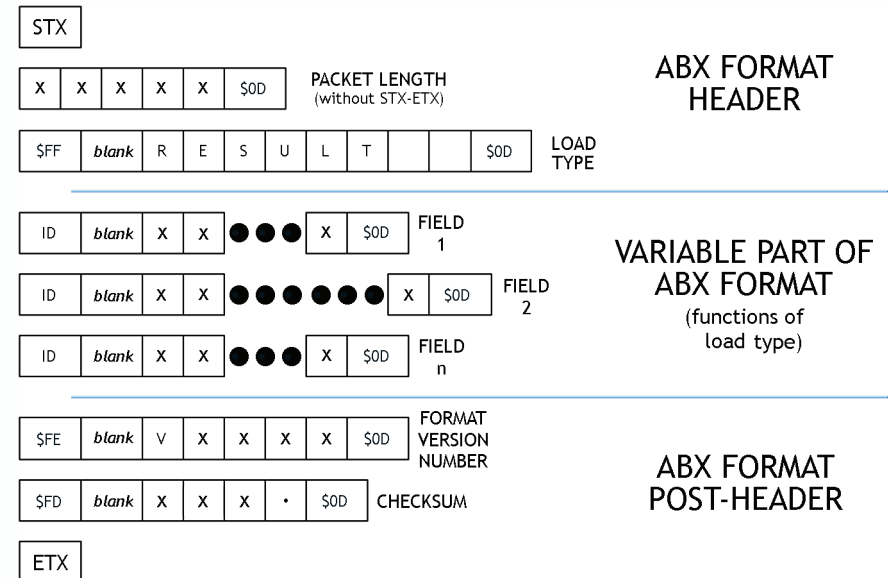 STX
X X X X X $0D
PACKET LENGTH
(without STX-ETX)
ABX FORMAT
HEADER
$FF blank R E S U L T $0D
LOAD
TYPE
ID blank X X ●●● X $0D
FIELD
1
VARIABLE PART OF
ABX FORMAT
(functions of
load type)
ID blank X X ●●●●●● X $0D
FIELD
2
ID blank X X ●●● X $0D
FIELD
n
$FE blank V X X X X $0D
FORMAT
VERSION
NUMBER
ABX FORMAT
POST-HEADER
$FD blank X X X · $0D
CHECKSUM
ETX